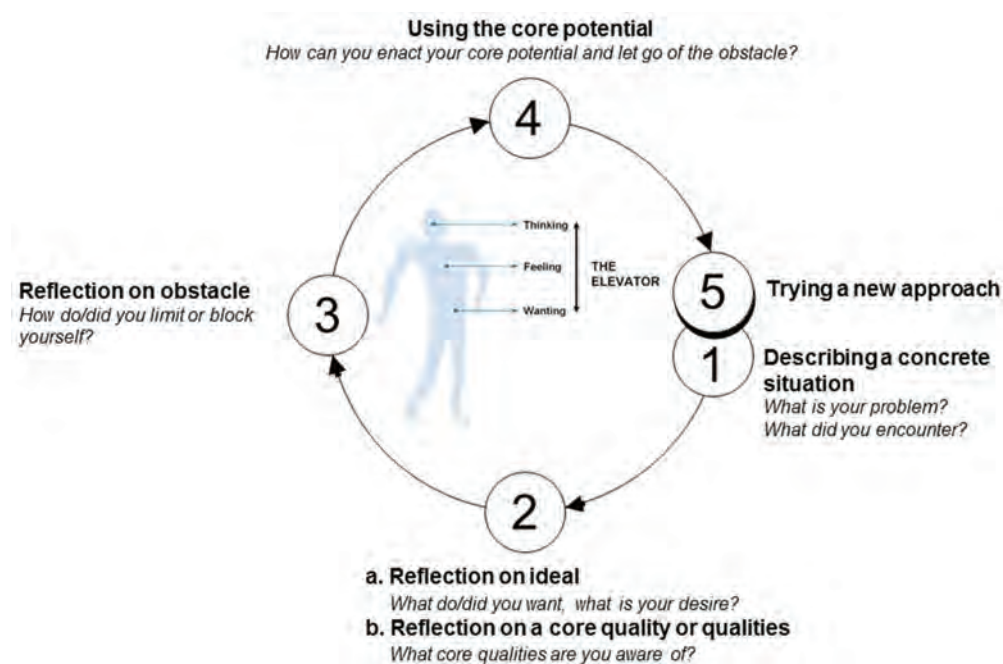 Using the core potential
How can you enact your core potential and let go of the obstacle?
4
Thinking
Feeling
THE
ELEVATOR
Wanting
Reflection on obstacle
How do/did you limit or block
yourself?
3
5
Trying a new approach
1
Describing a concrete
situation
What is your problem?
What did you encounter?
2
a. Reflection on ideal
What do/did you want, what is your desire?
b. Reflection on a core quality or qualities
What core qualities are you aware of?